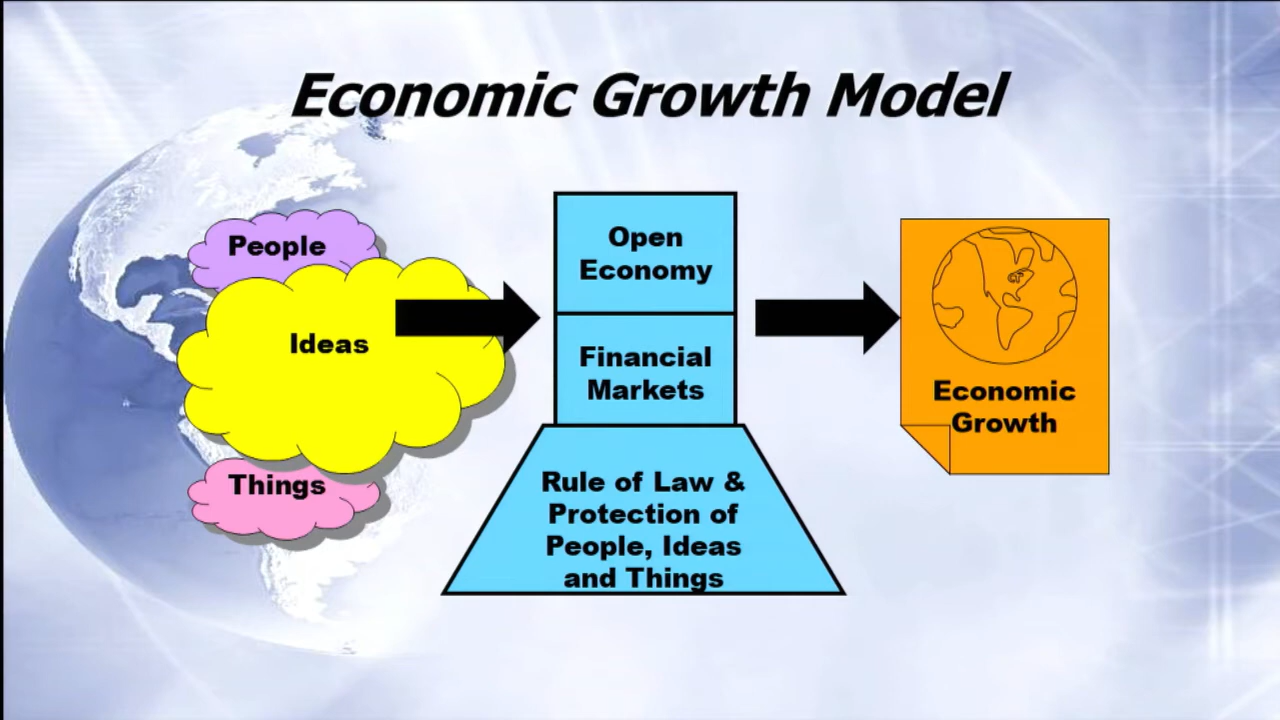 Economic Growth Model
People
Ideas
Things
Open
Economy
Financial
Markets
Rule of Law &
Protection of
People, Ideas
and Things
Economic
Growth